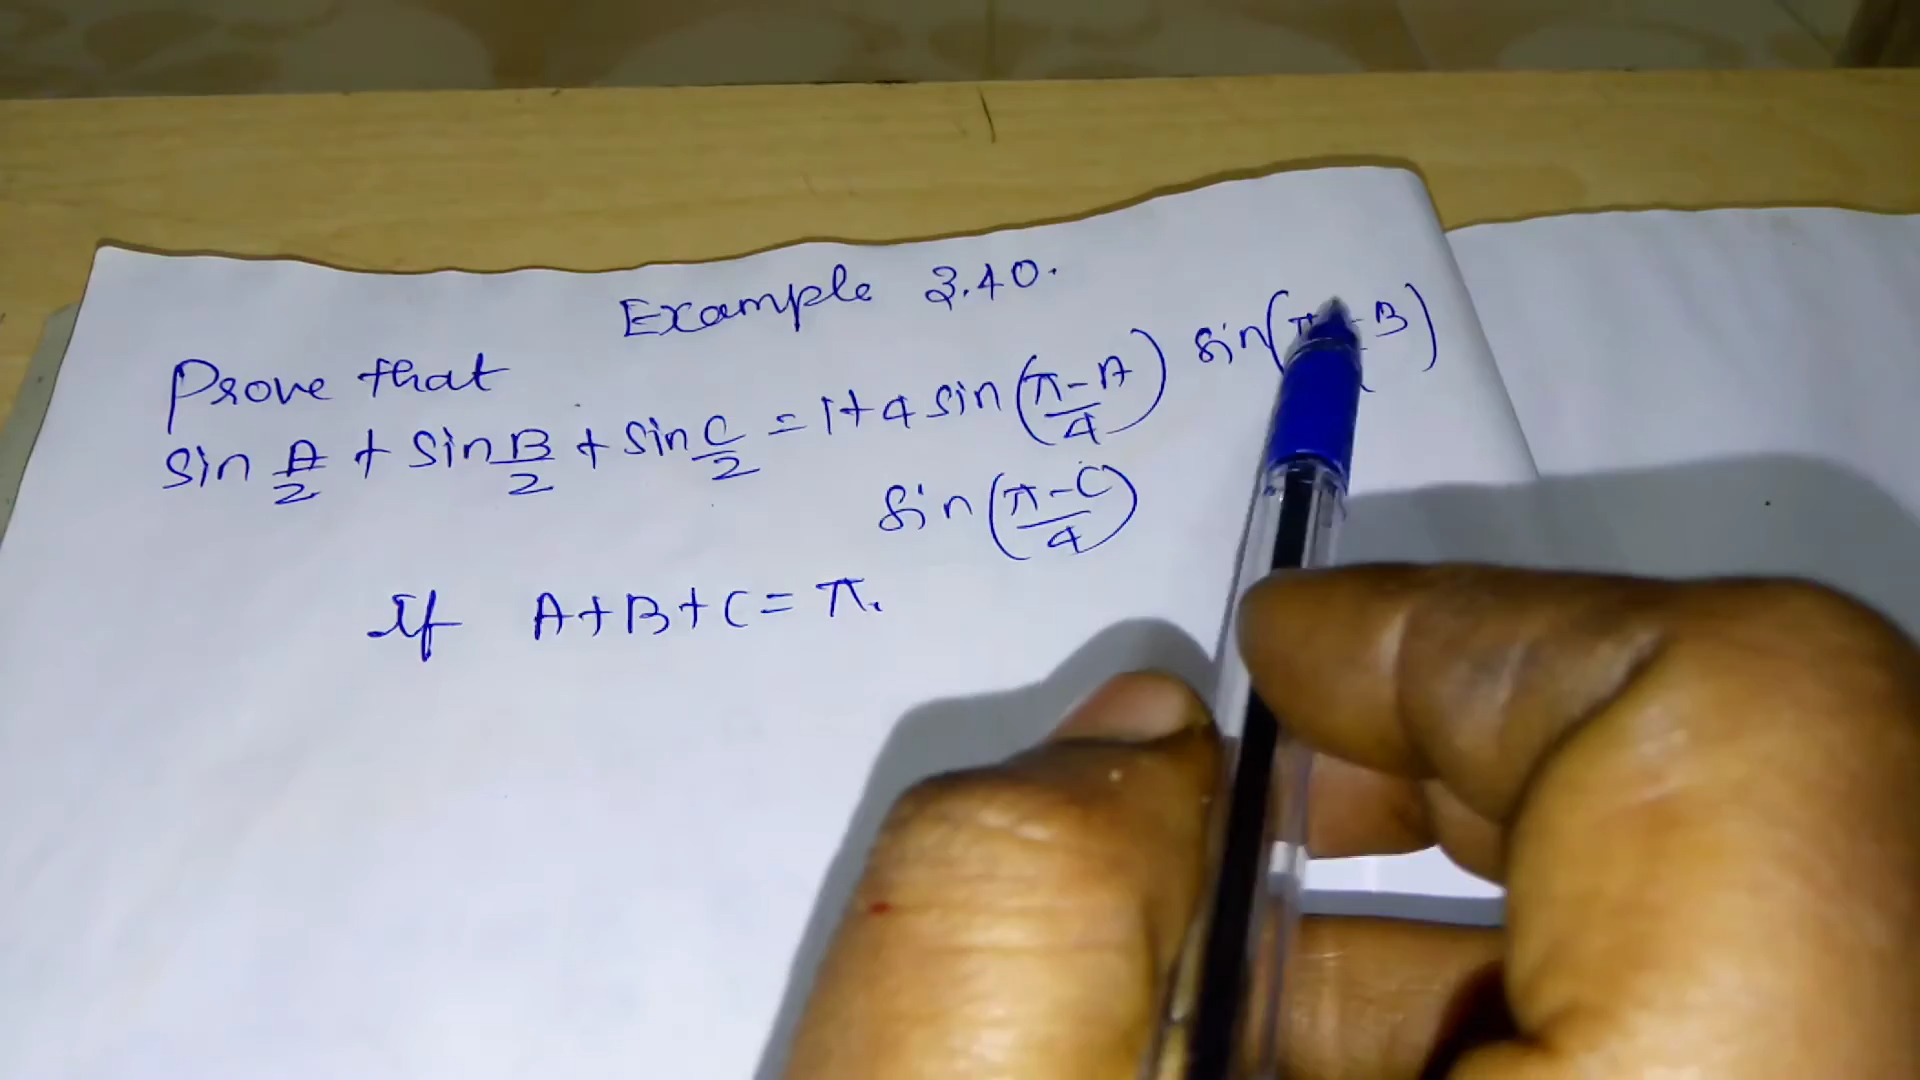 Example 3.40.
Prove that
sin A/2 + sin B/2 + sin C/2 = 1+4 sin (π-A/4) sin (π-B
sin (π-C/4)
If A+B+C = π.